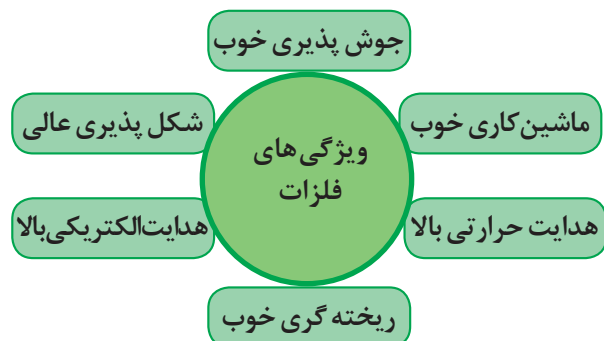 جوش پذیری خوب
ماشین کاری خوب
شکل پذیری عالی
ویژگی های
فلزات
هدایت حرارتی بالا
هدایت الکتریکی بالا
ریخته گری خوب